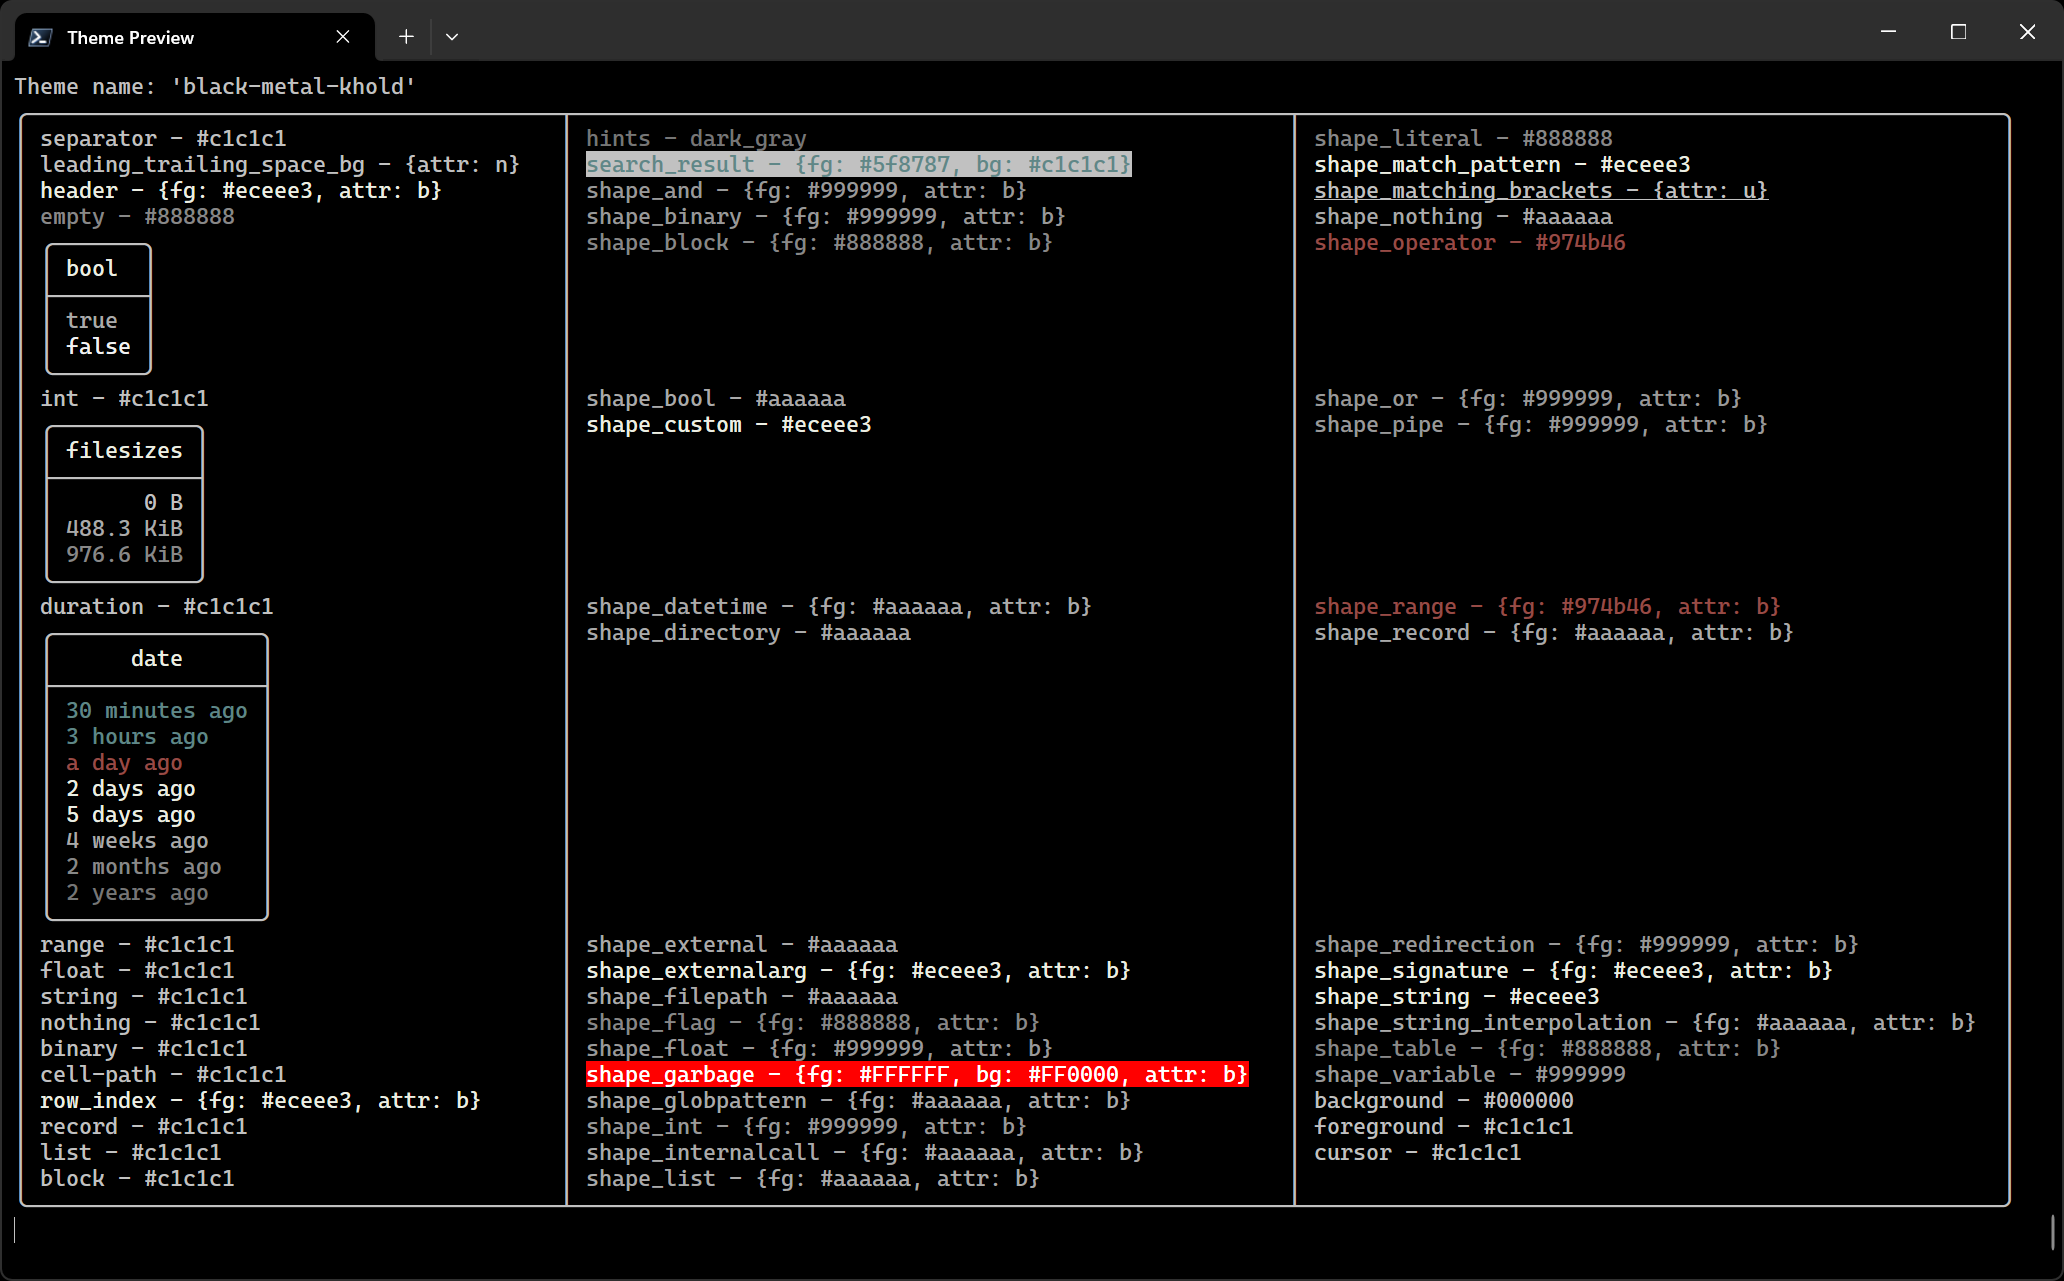 Theme Preview
Theme name: 'black-metal-khold'
separator - #c1c1c1
leading_trailing_space_bg - {attr: n}
header - {fg: #eceee3, attr: b}
empty - #888888
bool
true
false
int - #c1c1c1
filesizes
0 B
488.3 KiB
976.6 KiB
duration - #c1c1c1
date
30 minutes ago
3 hours ago
a day ago
2 days ago
5 days ago
4 weeks ago
2 months ago
2 years ago
range - #c1c1c1
float - #c1c1c1
string - #c1c1c1
nothing - #c1c1c1
binary - #c1c1c1
cell-path - #c1c1c1
row_index - {fg: #eceee3, attr: b}
record - #c1c1c1
list - #c1c1c1
block - #c1c1c1
hints - dark_gray
search_result - {fg: #5f8787, bg: #c1c1c1}
shape_and - {fg: #999999, attr: b}
shape_binary - {fg: #999999, attr: b}
shape_block - {fg: #888888, attr: b}
shape_bool - #aaaaaa
shape_custom - #eceee3
shape_datetime - {fg: #aaaaaa, attr: b}
shape_directory - #aaaaaa
shape_external - #aaaaaa
shape_externalarg - {fg: #eceee3, attr: b}
shape_filepath - #aaaaaa
shape_flag - {fg: #888888, attr: b}
shape_float - {fg: #999999, attr: b}
shape_garbage - {fg: #FFFFFF, bg: #FF0000, attr: b}
shape_globpattern - {fg: #aaaaaa, attr: b}
shape_int - {fg: #999999, attr: b}
shape_internalcall - {fg: #aaaaaa, attr: b}
shape_list - {fg: #aaaaaa, attr: b}
shape_literal - #888888
shape_match_pattern - #eceee3
shape_matching_brackets - {attr: u}
shape_nothing - #aaaaaa
shape_operator - #974b46
shape_or - {fg: #999999, attr: b}
shape_pipe - {fg: #999999, attr: b}
shape_range - {fg: #974b46, attr: b}
shape_record - {fg: #aaaaaa, attr: b}
shape_redirection - {fg: #999999, attr: b}
shape_signature - {fg: #eceee3, attr: b}
shape_string - #eceee3
shape_string_interpolation - {fg: #aaaaaa, attr: b}
shape_table - {fg: #888888, attr: b}
shape_variable - #999999
background - #000000
foreground - #c1c1c1
cursor - #c1c1c1